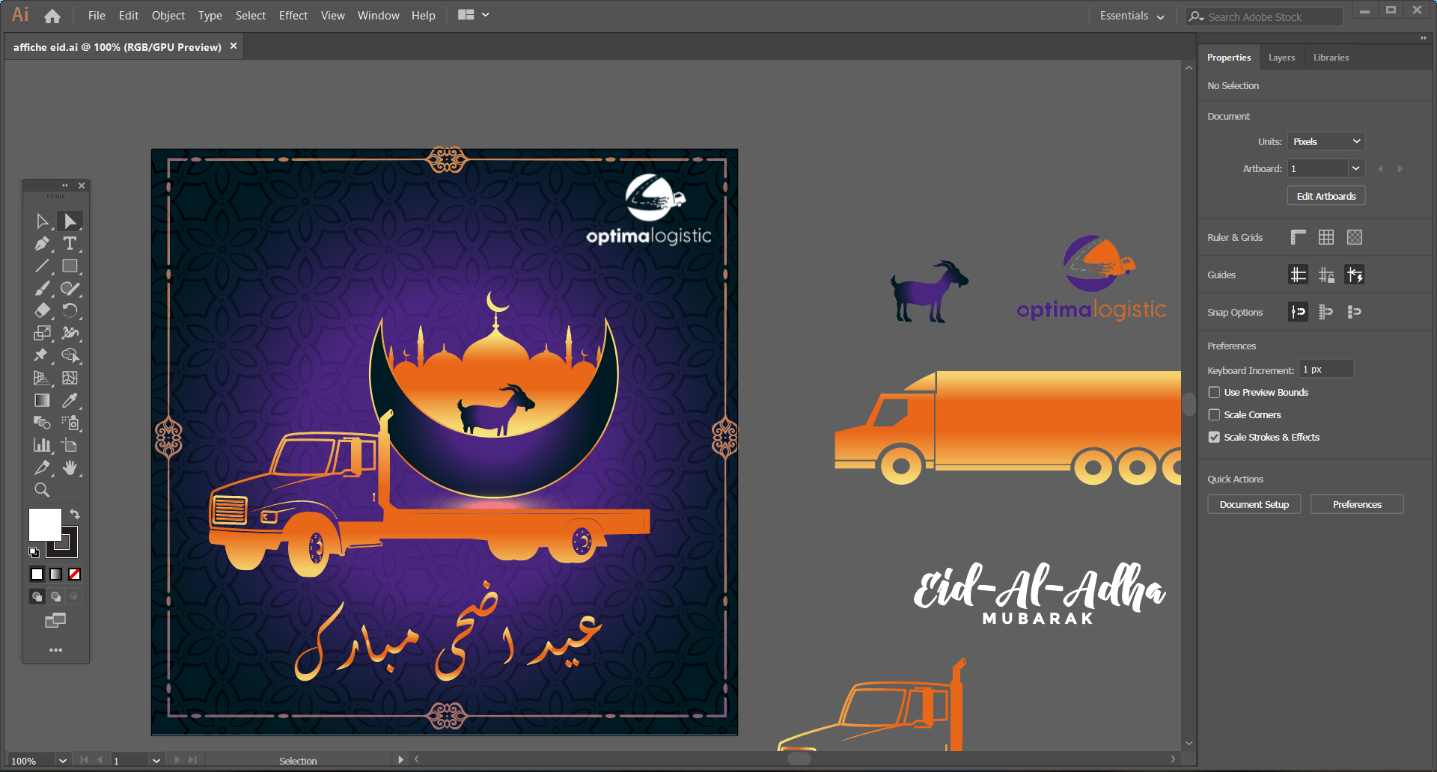 Ai File Edit Object Type Select Effect View Window Help Essentials Search Adobe Stock
affiche eid.ai @ 100% (RGB/GPU Preview)
optimalogistic
عيد ا ضحى مبارك
optimalogistic
Eid-Al-Adha
MUBARAK
Properties Layers Libraries
No Selection
Document
Units: Pixels
Artboard: 1
Edit Artboards
Ruler & Grids
Guides
Snap Options
Preferences
Keyboard Increment: 1 px
Use Preview Bounds
Scale Corners
Scale Strokes & Effects
Quick Actions
Document Setup Preferences
100% 1 Selection